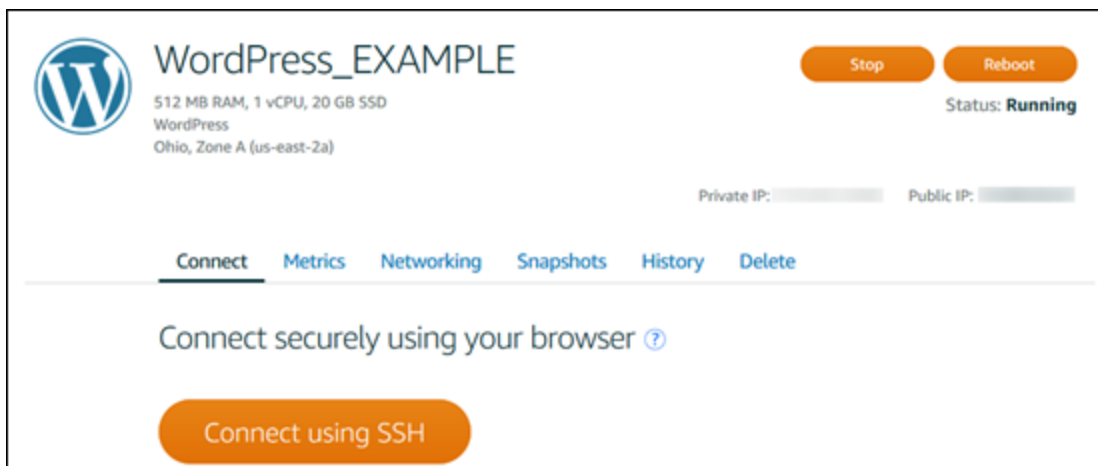 WordPress_EXAMPLE
Stop
Reboot
512 MB RAM, 1 vCPU, 20 GB SSD
Status: Running
WordPress
Ohio, Zone A (us-east-2a)
Private IP:
Public IP:
Connect Metrics Networking Snapshots History Delete
Connect securely using your browser ?
Connect using SSH